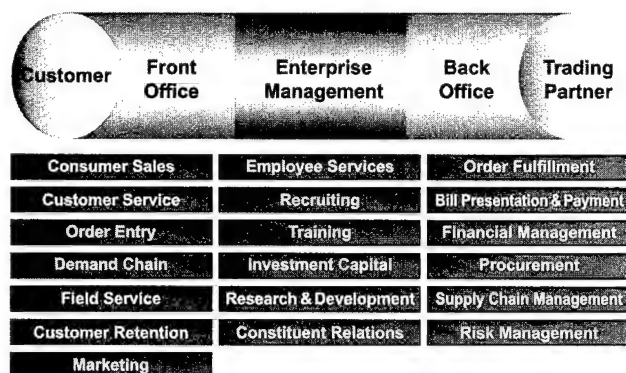 Customer
Front
Office
Enterprise
Management
Back
Office
Trading
Partner
Consumer Sales
Customer Service
Order Entry
Demand Chain
Field Service
Customer Retention
Marketing
Employee Services
Recruiting
Training
Investment Capital
Research & Development
Constituent Relations
Order Fulfillment
Bill Presentation & Payment
Financial Management
Procurement
Supply Chain Management
Risk Management